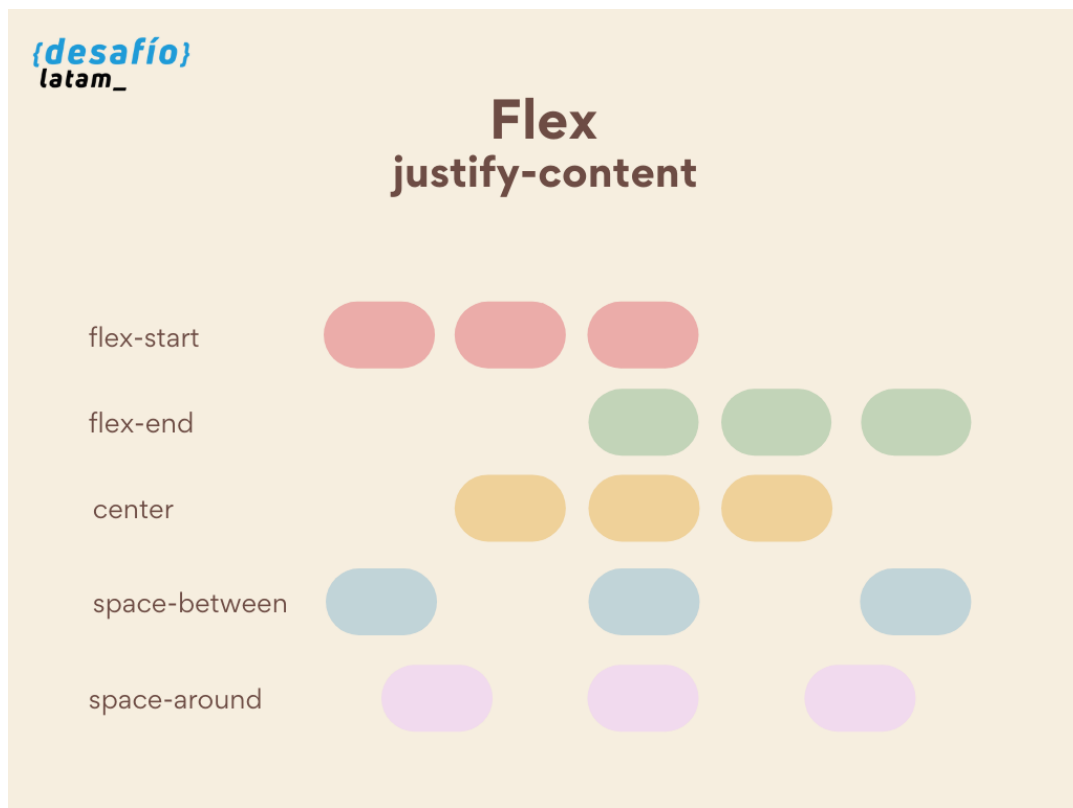 {desafío}
latam_
Flex
justify-content
flex-start
flex-end
center
space-between
space-around